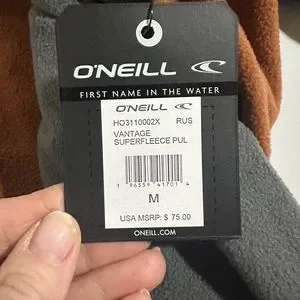 O'NEILL
FIRST NAME IN THE WATER
O'NEILL
HO3110002X RUS
VANTAGE
SUPERFLEECE PUL
1 96559 41701 4
M
USA MSRP: $ 75.00
ONEILL.COM